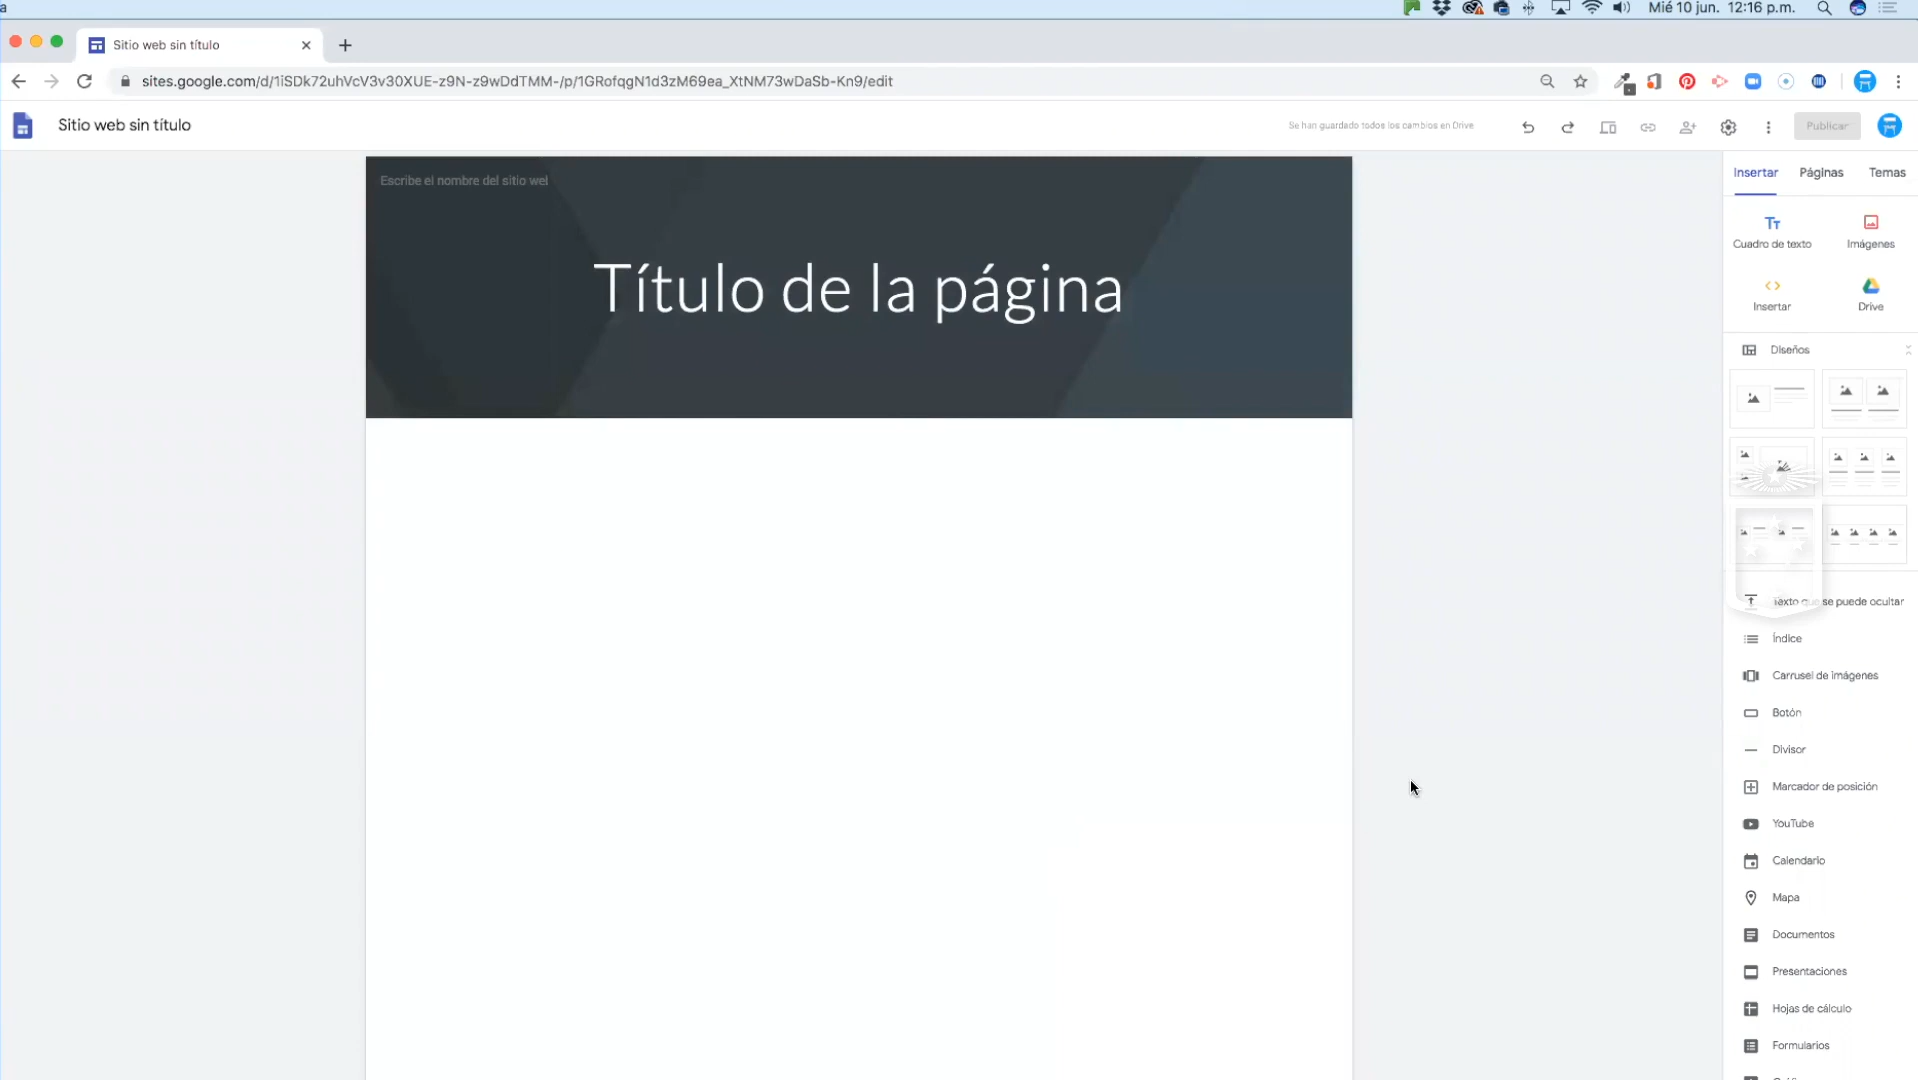 a
Mié 10 jun. 12:16 p.m.
Sitio web sin título
sites.google.com/d/1iSDk72uhVcV3v30XUE-z9N-z9wDdTMM-/p/1GRofqgN1d3zM69ea_XtNM73wDaSb-Kn9/edit
Sitio web sin título
Se han guardado todos los cambios en Drive
Publicar
Escribe el nombre del sitio wel
Título de la página
Insertar Páginas Temas
Cuadro de texto Imágenes
Insertar Drive
Diseños
Texto que se puede ocultar
Índice
Carrusel de imágenes
Botón
Divisor
Marcador de posición
YouTube
Calendario
Mapa
Documentos
Presentaciones
Hojas de cálculo
Formularios